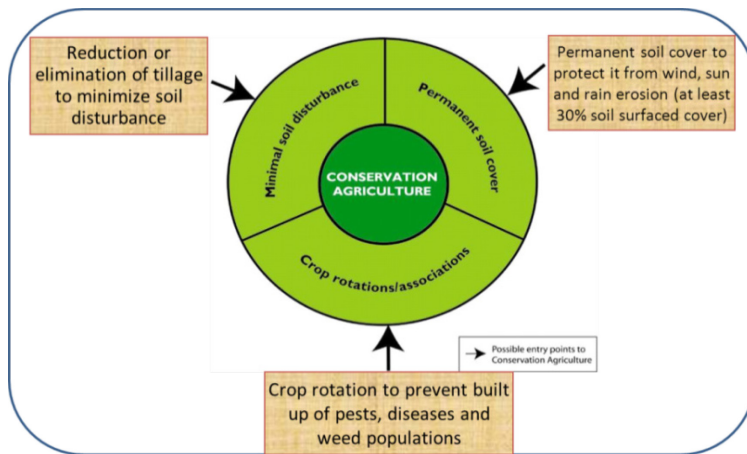 Reduction or
elimination of tillage
to minimize soil
disturbance
Permanent soil cover to
protect it from wind, sun
and rain erosion (at least
30% soil surfaced cover)
Minimal soil disturbance
Permanent soil cover
CONSERVATION
AGRICULTURE
Crop rotations/associations
Possible entry points to
Conservation Agriculture
Crop rotation to prevent built
up of pests, diseases and
weed populations